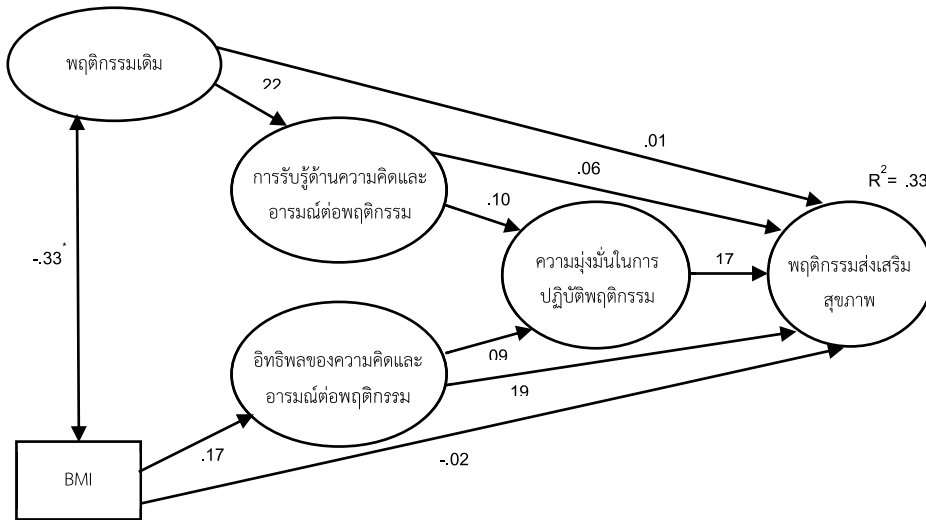 พฤติกรรมเดิม
22
.01
การรับรู้ด้านความคิดและ
อารมณ์ต่อพฤติกรรม
.06
R² = .33
.10
-.33*
ความมุ่งมั่นในการ
ปฏิบัติพฤติกรรม
17
พฤติกรรมส่งเสริม
สุขภาพ
อิทธิพลของความคิดและ
อารมณ์ต่อพฤติกรรม
09
19
.17
-.02
BMI